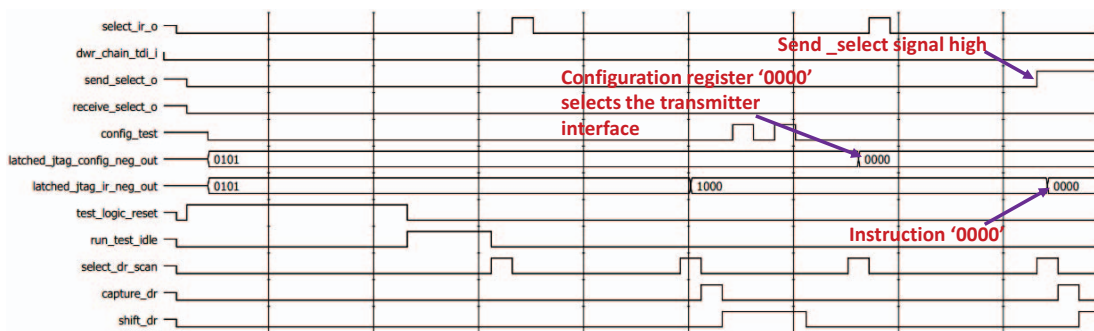 select_ir_o
dwr_chain_tdi_i
send_select_o
receive_select_o
config_test
latched_jtag_config_neg_out
latched_jtag_ir_neg_out
test_logic_reset
run_test_idle
select_dr_scan
capture_dr
shift_dr
Send _select signal high
Configuration register ‘0000’
selects the transmitter
interface
0101
0000
0101
1000
0000
Instruction ‘0000’